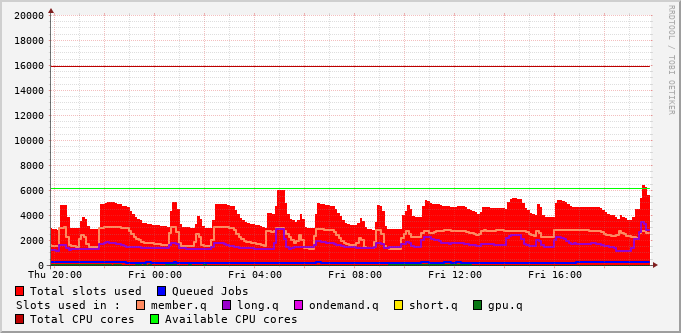 20000
18000
16000
14000
12000
10000
8000
6000
4000
2000
0
Thu 20:00 Fri 00:00 Fri 04:00 Fri 08:00 Fri 12:00 Fri 16:00
Total slots used Queued Jobs
Slots used in : member.q long.q ondemand.q short.q gpu.q
Total CPU cores Available CPU cores
RRDTOOL / TOBI OETIKER